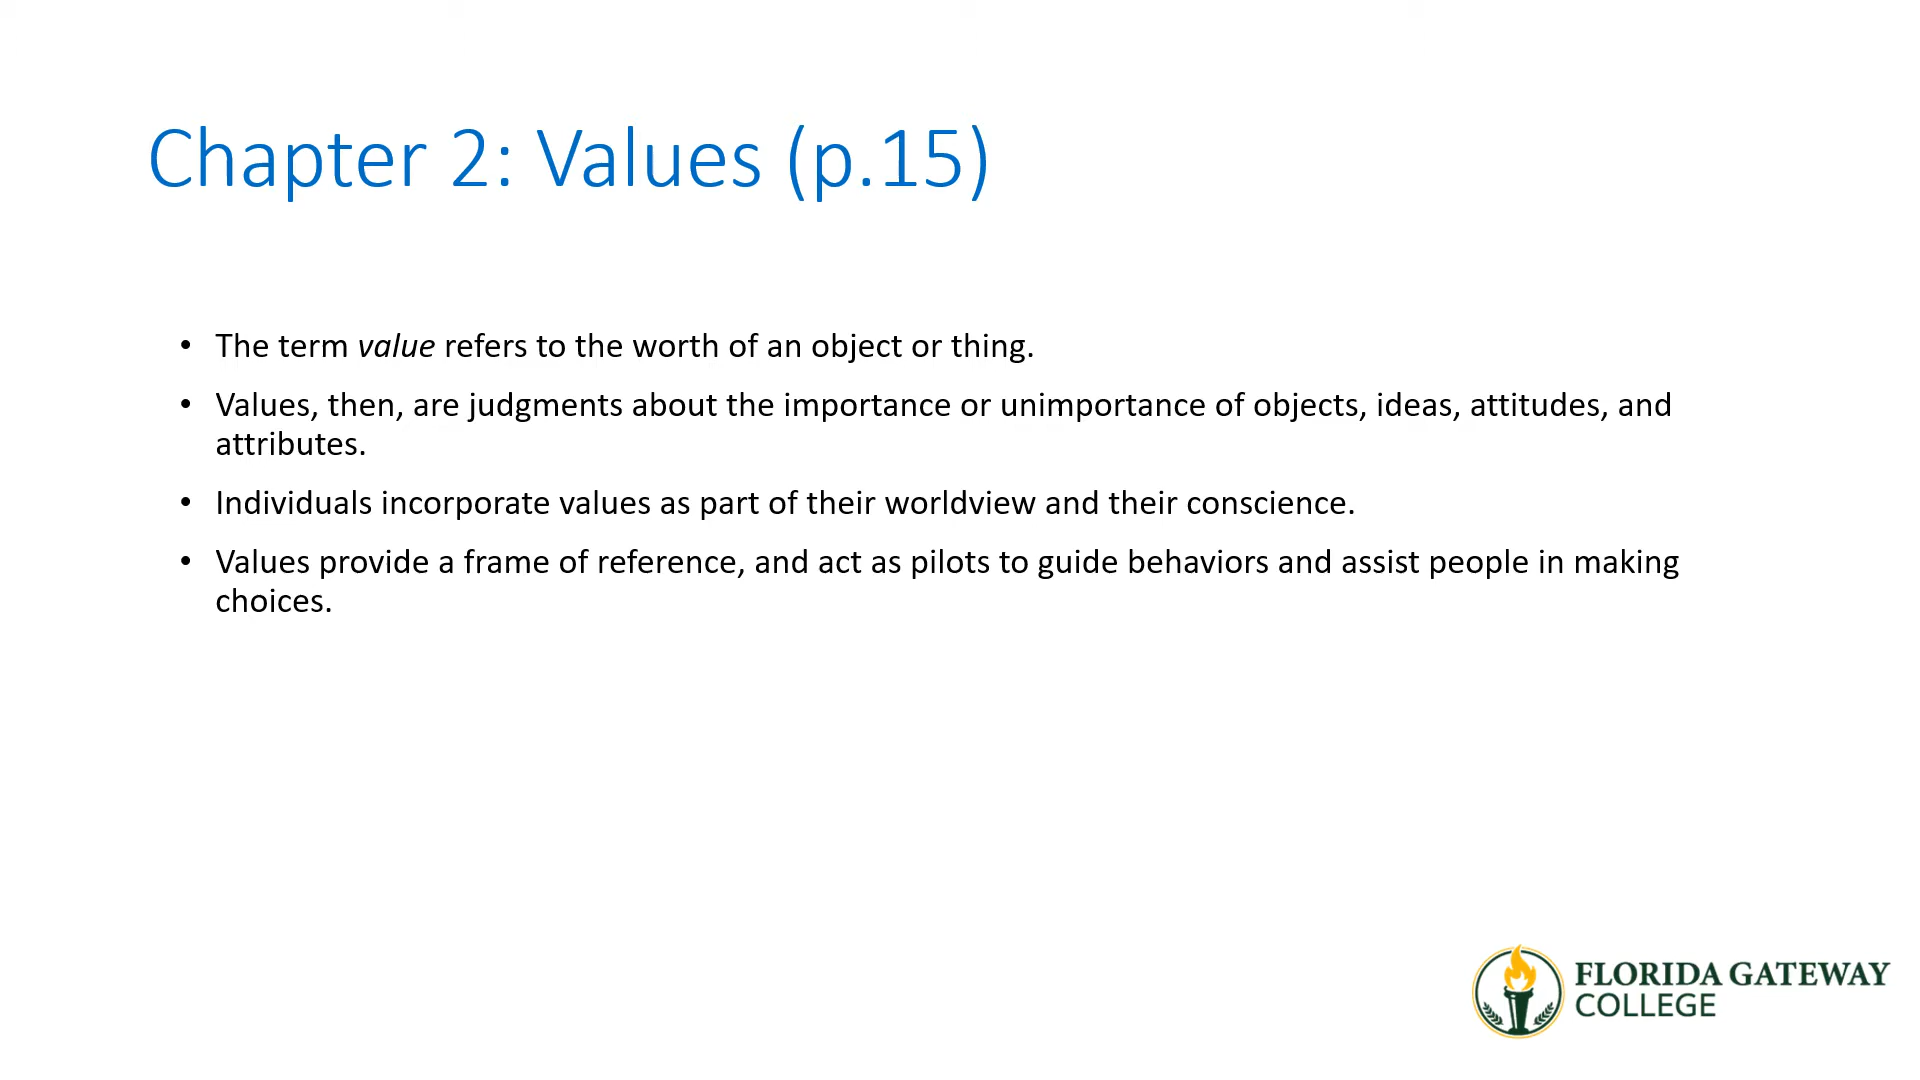 Chapter 2: Values (p.15)
• The term value refers to the worth of an object or thing.
• Values, then, are judgments about the importance or unimportance of objects, ideas, attitudes, and
attributes.
• Individuals incorporate values as part of their worldview and their conscience.
• Values provide a frame of reference, and act as pilots to guide behaviors and assist people in making
choices.
FLORIDA GATEWAY
COLLEGE